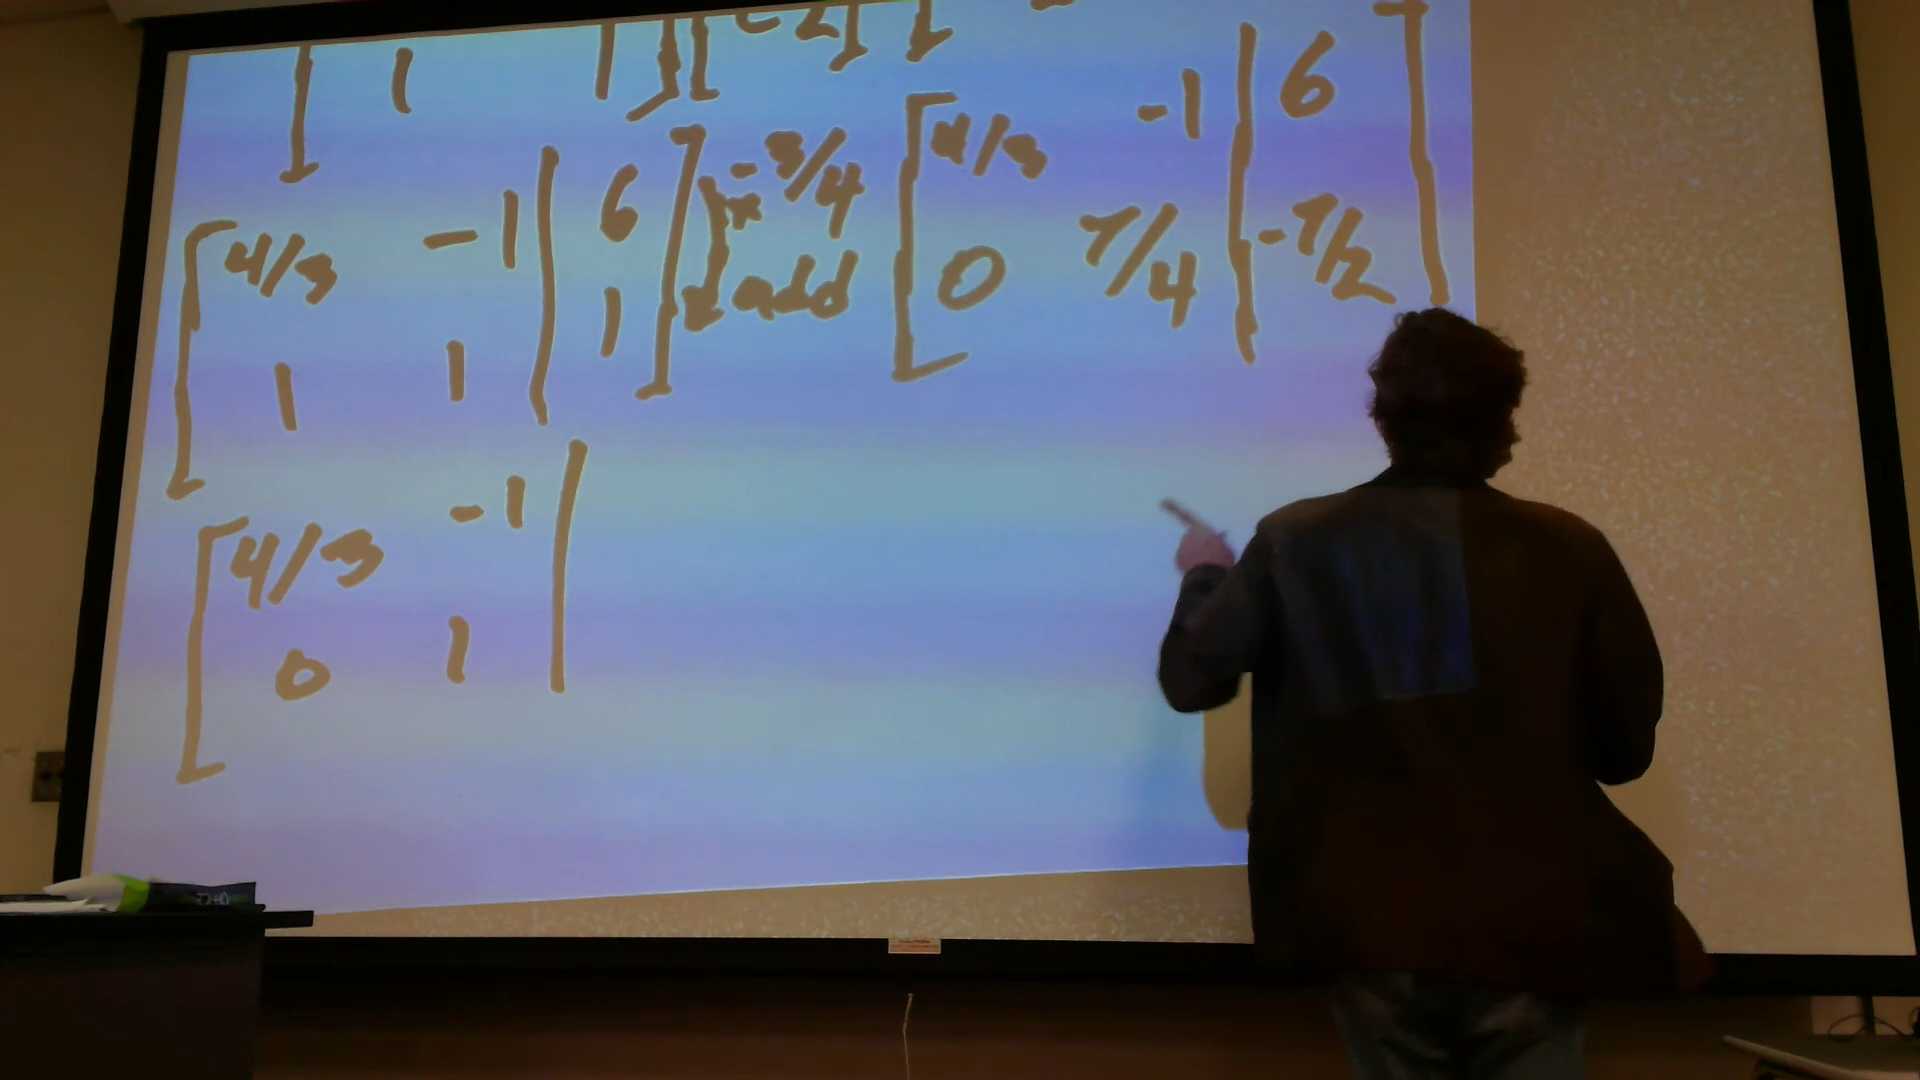 1
[ 4/3 -1 | 6 ] x -3/4 [ 4/3 -1 | 6 ]
[ 1 1 | 1 ] add [ 0 7/4 | -7/2 ]
[ 4/3 -1 |
[ 0 1 |